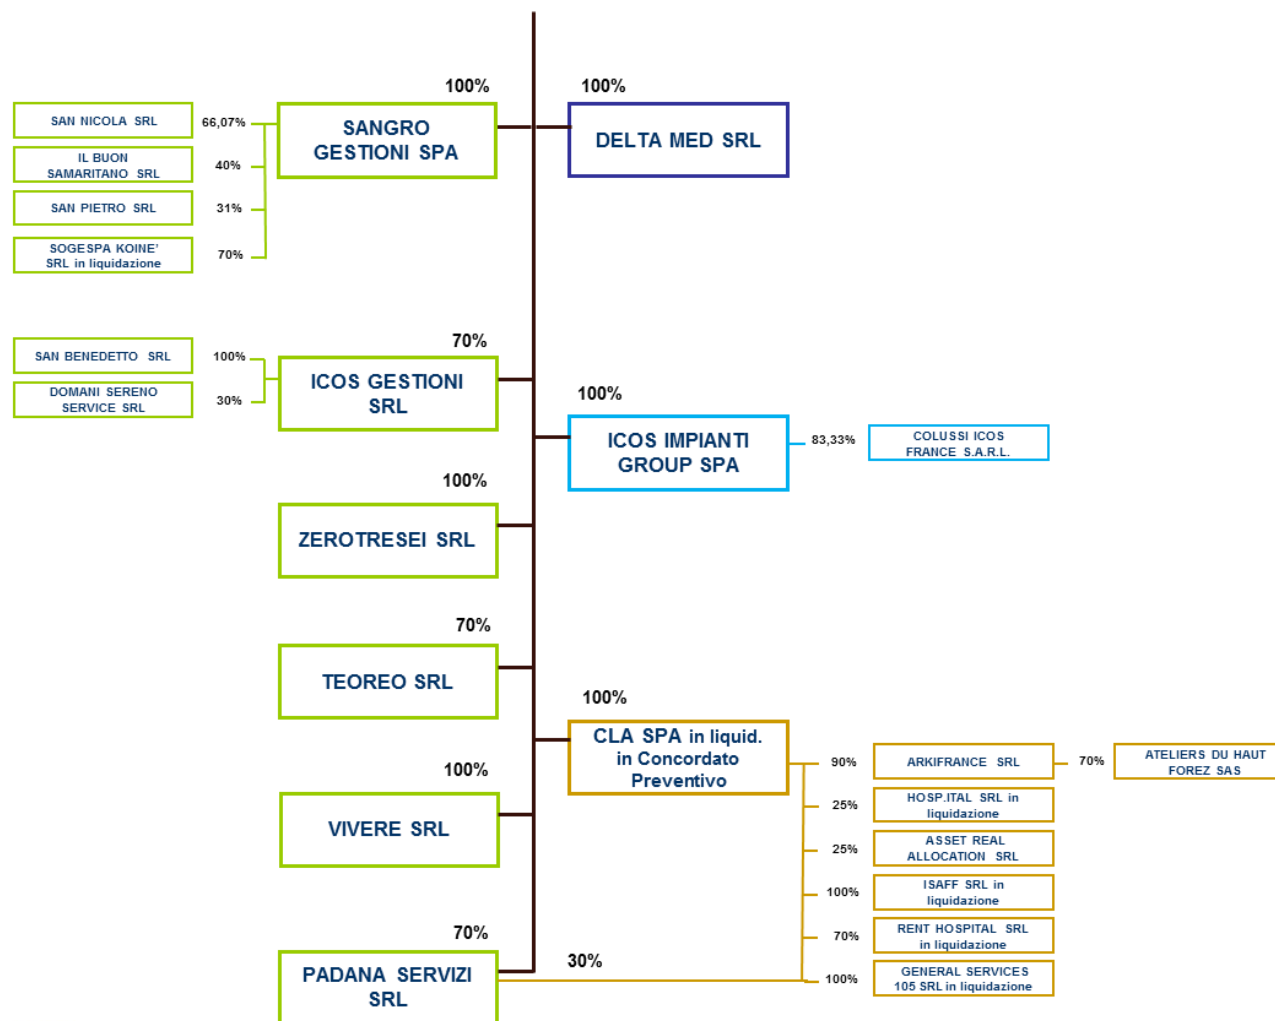 100%
100%
SAN NICOLA SRL
66,07%
SANGRO
GESTIONI SPA
DELTA MED SRL
IL BUON
SAMARITANO SRL
40%
SAN PIETRO SRL
31%
SOGESPA KOINE'
SRL in liquidazione
70%
70%
SAN BENEDETTO SRL
100%
ICOS GESTIONI
SRL
DOMANI SERENO
SERVICE SRL
30%
100%
ICOS IMPIANTI
GROUP SPA
83,33%
COLUSSI ICOS
FRANCE S.A.R.L.
100%
ZEROTRESEI SRL
70%
TEOREO SRL
100%
CLA SPA in liquid.
in Concordato
Preventivo
90%
ARKIFRANCE SRL
70%
ATELIERS DU HAUT
FOREZ SAS
100%
VIVERE SRL
25%
HOSP.ITAL SRL in
liquidazione
25%
ASSET REAL
ALLOCATION SRL
100%
ISAFF SRL in
liquidazione
70%
RENT HOSPITAL SRL
in liquidazione
70%
PADANA SERVIZI
SRL
30%
100%
GENERAL SERVICES
105 SRL in liquidazione